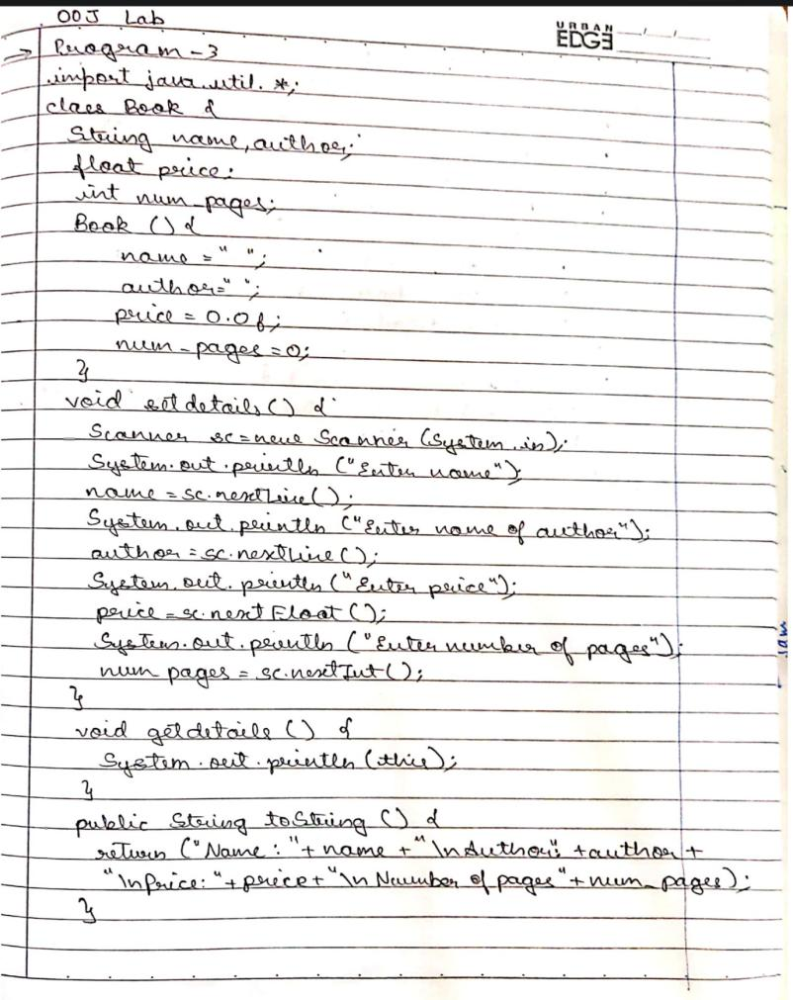 OOJ Lab
URBAN
EDGE
→ Program-3
import java.util.*;
class Book {
String name, author;
float price;
int num_pages;
Book () {
name = " ";
author=" ";
price = 0.0f;
num_pages = 0;
}
void setdetails () {
Scanner sc = new Scanner (System.in);
System.out.println ("Enter name");
name = sc.nextLine();
System.out.println ("Enter name of author");
author = sc.nextLine();
System.out.println ("Enter price");
price = sc.nextFloat ();
System.out.println ("Enter number of pages");
num pages = sc.nextInt();
}
void getdetails () {
System.out.println (this);
}
public String toString () {
return ("Name: "+ name +"\nAuthor:" +author +
"\nPrice: "+price+"\n Number of pages"+num_pages);
}